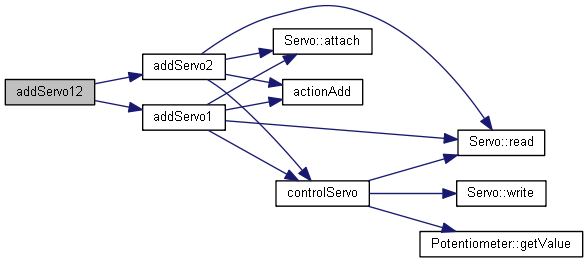 addServo12
addServo2
addServo1
Servo::attach
actionAdd
controlServo
Servo::read
Servo::write
Potentiometer::getValue